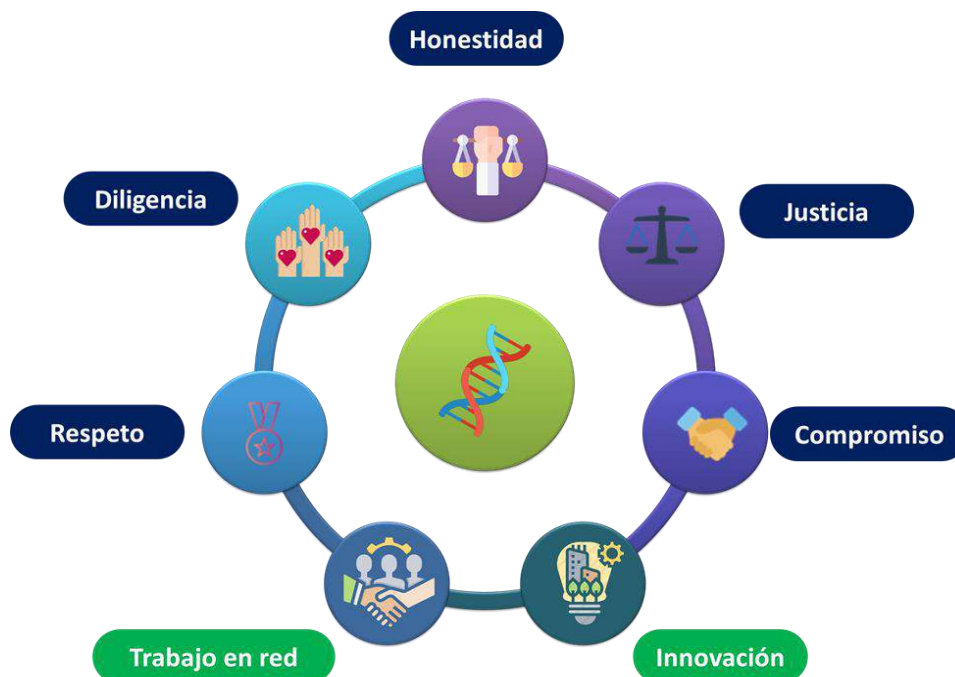 Honestidad
Diligencia
Justicia
Respeto
Compromiso
Trabajo en red
Innovación